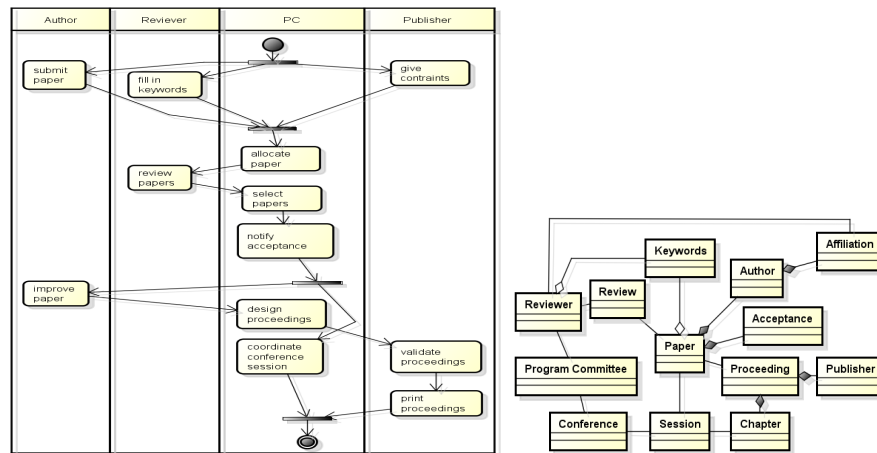 Author
Reviever
PC
Publisher
submit
paper
fill in
keywords
give
contraints
allocate
paper
review
papers
select
papers
notify
acceptance
improve
paper
design
proceedings
coordinate
conference
session
validate
proceedings
print
proceedings
Affiliation
Keywords
Author
Review
Reviewer
Acceptance
Paper
Program Committee
Proceeding
Publisher
Conference
Session
Chapter